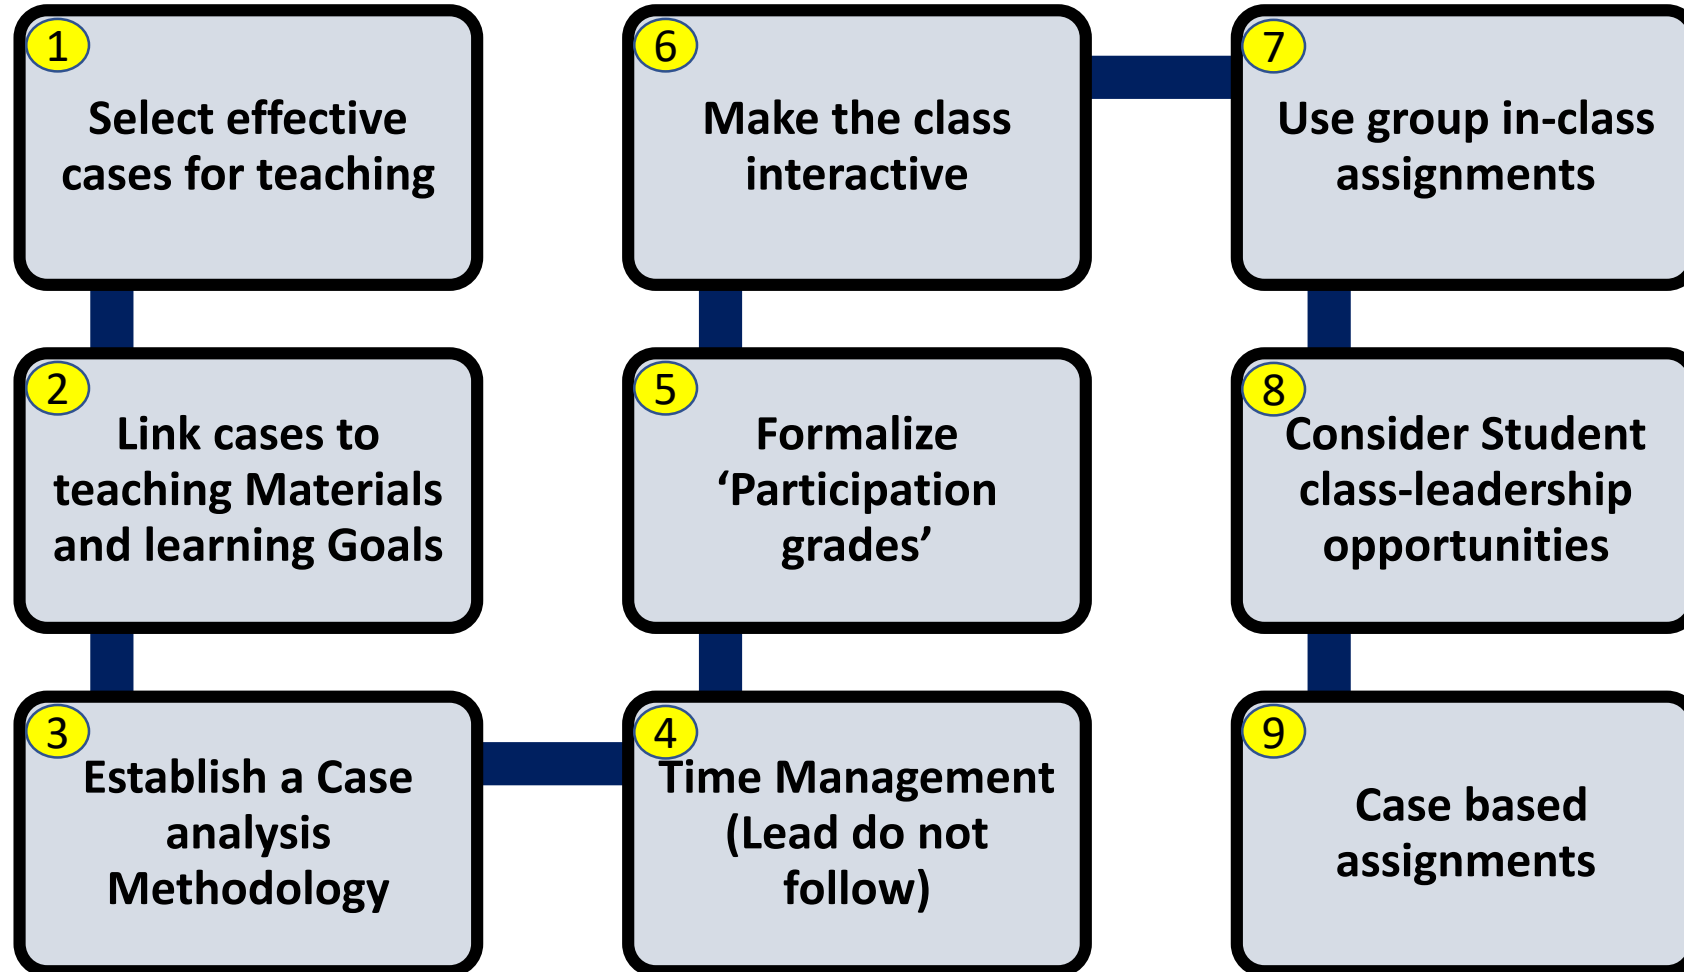 1
Select effective
cases for teaching
2
Link cases to
teaching Materials
and learning Goals
3
Establish a Case
analysis
Methodology
4
Time Management
(Lead do not
follow)
5
Formalize
‘Participation
grades’
6
Make the class
interactive
7
Use group in-class
assignments
8
Consider Student
class-leadership
opportunities
9
Case based
assignments